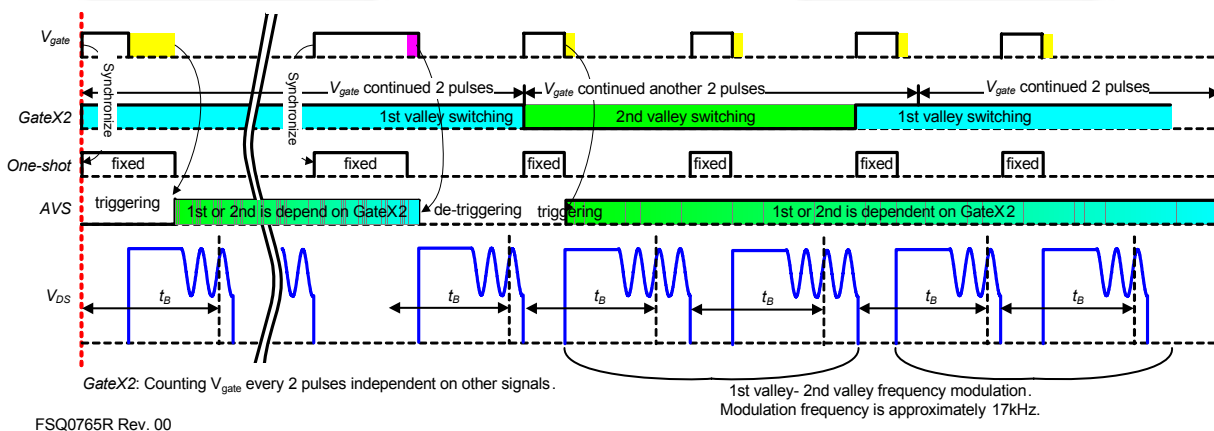 Vgate
Synchronize
Synchronize
Vgate continued 2 pulses
Vgate continued another 2 pulses
Vgate continued 2 pulses
GateX2
1st valley switching
2nd valley switching
1st valley switching
One-shot
fixed
fixed
fixed
fixed
fixed
fixed
AVS
triggering
1st or 2nd is depend on GateX2
de-triggering
triggering
1st or 2nd is dependent on GateX2
VDS
tB
tB
tB
tB
tB
tB
GateX2: Counting Vgate every 2 pulses independent on other signals.
1st valley- 2nd valley frequency modulation.
Modulation frequency is approximately 17kHz.
FSQ0765R Rev. 00